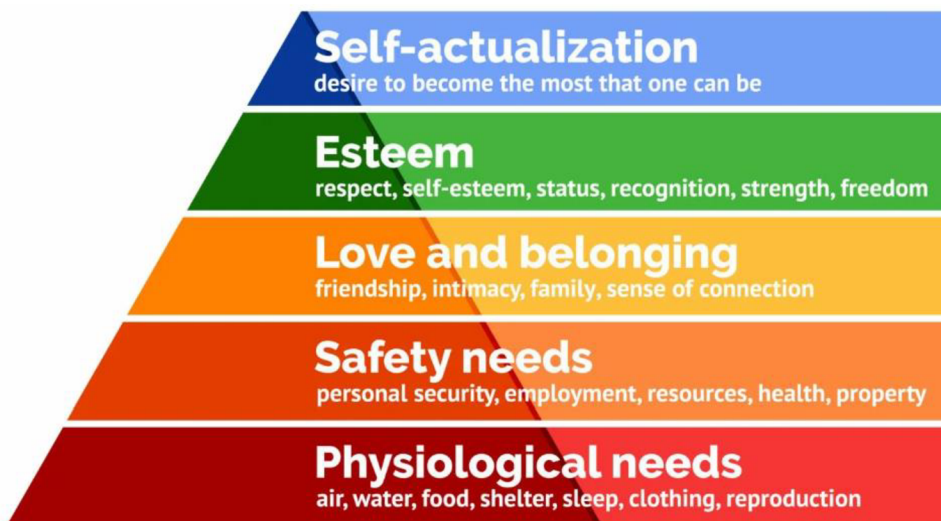 Self-actualization
desire to become the most that one can be
Esteem
respect, self-esteem, status, recognition, strength, freedom
Love and belonging
friendship, intimacy, family, sense of connection
Safety needs
personal security, employment, resources, health, property
Physiological needs
air, water, food, shelter, sleep, clothing, reproduction